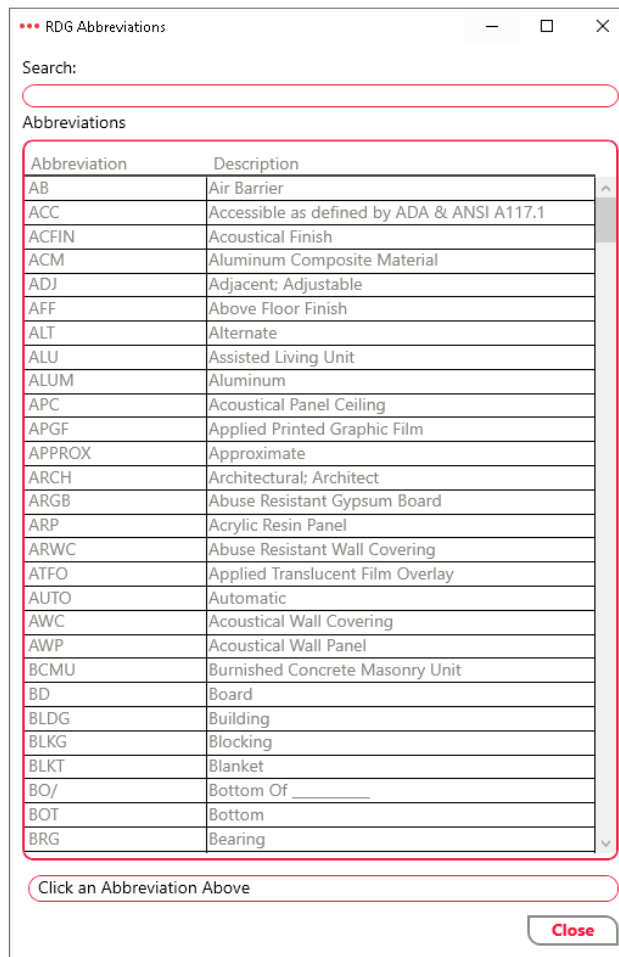 RDG Abbreviations
Search:
Abbreviations
Abbreviation Description
AB Air Barrier
ACC Accessible as defined by ADA & ANSI A117.1
ACFIN Acoustical Finish
ACM Aluminum Composite Material
ADJ Adjacent; Adjustable
AFF Above Floor Finish
ALT Alternate
ALU Assisted Living Unit
ALUM Aluminum
APC Acoustical Panel Ceiling
APGF Applied Printed Graphic Film
APPROX Approximate
ARCH Architectural; Architect
ARGB Abuse Resistant Gypsum Board
ARP Acrylic Resin Panel
ARWC Abuse Resistant Wall Covering
ATFO Applied Translucent Film Overlay
AUTO Automatic
AWC Acoustical Wall Covering
AWP Acoustical Wall Panel
BCMU Burnished Concrete Masonry Unit
BD Board
BLDG Building
BLKG Blocking
BLKT Blanket
BO/ Bottom Of __________
BOT Bottom
BRG Bearing
Click an Abbreviation Above
Close